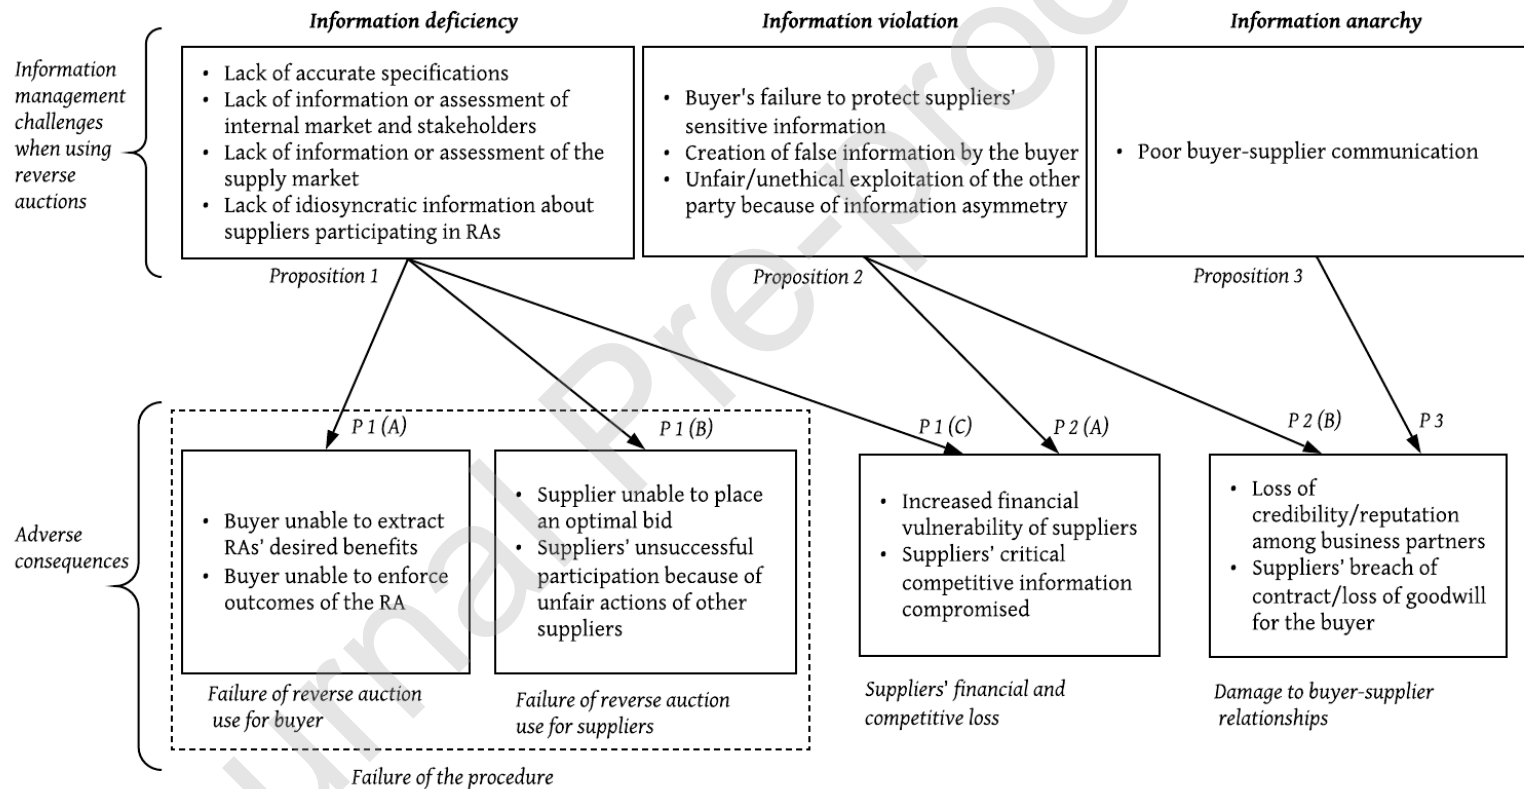 Information deficiency
Information violation
Information anarchy
Information
management
challenges
when using
reverse
auctions
• Lack of accurate specifications
• Lack of information or assessment of
internal market and stakeholders
• Lack of information or assessment of the
supply market
• Lack of idiosyncratic information about
suppliers participating in RAs
• Buyer's failure to protect suppliers'
sensitive information
• Creation of false information by the buyer
• Unfair/unethical exploitation of the other
party because of information asymmetry
• Poor buyer-supplier communication
Proposition 1
Proposition 2
Proposition 3
P 1 (A)
P 1 (B)
P 1 (C)
P 2 (A)
P 2 (B)
P 3
Adverse
consequences
• Buyer unable to extract
RAs' desired benefits
• Buyer unable to enforce
outcomes of the RA
• Supplier unable to place
an optimal bid
• Suppliers' unsuccessful
participation because of
unfair actions of other
suppliers
• Increased financial
vulnerability of suppliers
• Suppliers' critical
competitive information
compromised
• Loss of
credibility/reputation
among business partners
• Suppliers' breach of
contract/loss of goodwill
for the buyer
Failure of reverse auction
use for buyer
Failure of reverse auction
use for suppliers
Suppliers' financial and
competitive loss
Damage to buyer-supplier
relationships
Failure of the procedure
urnal Pre-proo